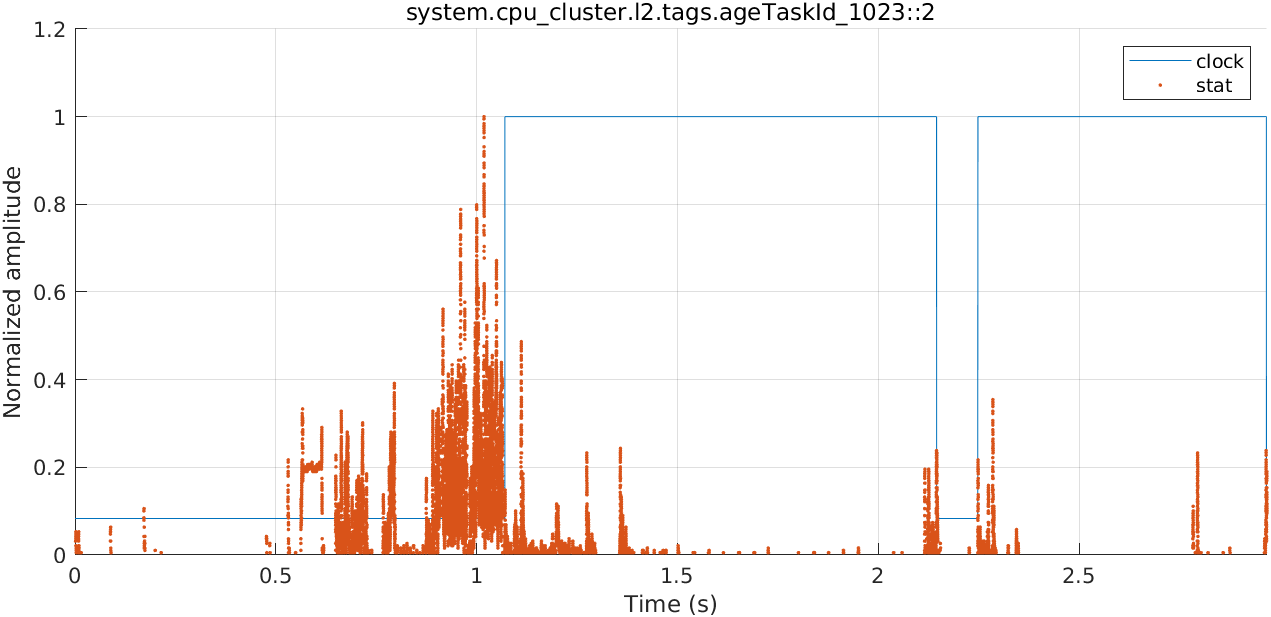 system.cpu_cluster.l2.tags.ageTaskId_1023::2
1.2
1
0.8
0.6
0.4
0.2
0
Normalized amplitude
clock
stat
0 0.5 1 1.5 2 2.5
Time (s)